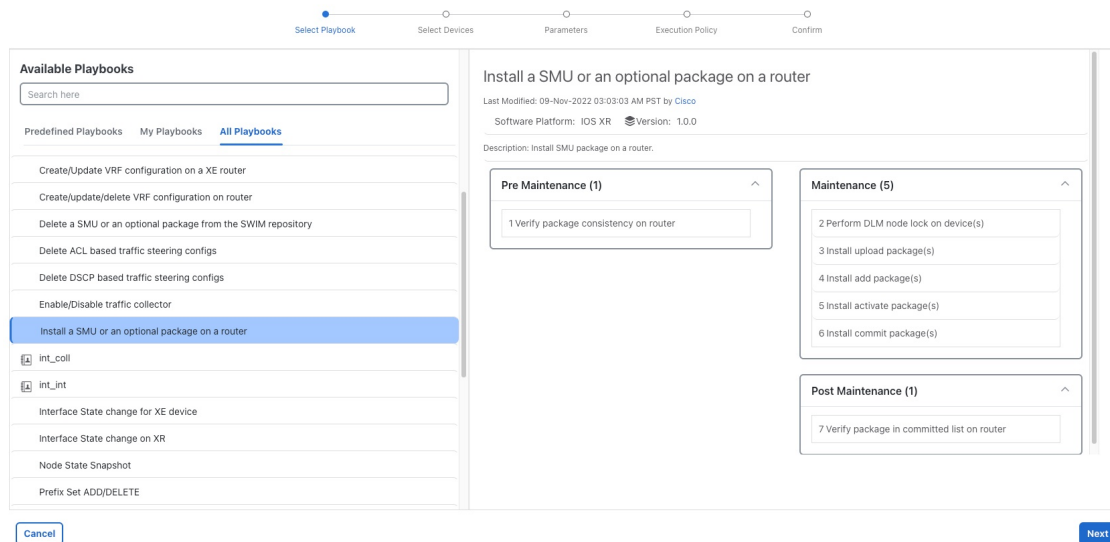 Select Playbook
Select Devices
Parameters
Execution Policy
Confirm
Available Playbooks
Search here
Predefined Playbooks
My Playbooks
All Playbooks
Create/Update VRF configuration on a XE router
Create/update/delete VRF configuration on router
Delete a SMU or an optional package from the SWIM repository
Delete ACL based traffic steering configs
Delete DSCP based traffic steering configs
Enable/Disable traffic collector
Install a SMU or an optional package on a router
int_coll
int_int
Interface State change for XE device
Interface State change on XR
Node State Snapshot
Prefix Set ADD/DELETE
Install a SMU or an optional package on a router
Last Modified: 09-Nov-2022 03:03:03 AM PST by Cisco
Software Platform: IOS XR Version: 1.0.0
Description: Install SMU package on a router.
Pre Maintenance (1)
1 Verify package consistency on router
Maintenance (5)
2 Perform DLM node lock on device(s)
3 Install upload package(s)
4 Install add package(s)
5 Install activate package(s)
6 Install commit package(s)
Post Maintenance (1)
7 Verify package in committed list on router
Cancel
Next